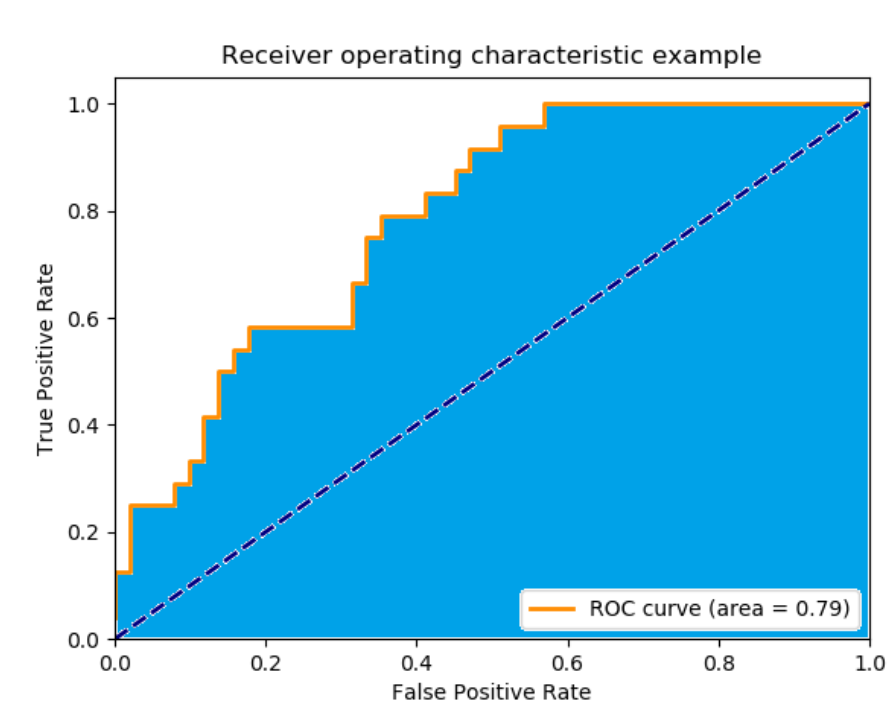 Receiver operating characteristic example
True Positive Rate
1.0
0.8
0.6
0.4
0.2
0.0
ROC curve (area = 0.79)
0.0 0.2 0.4 0.6 0.8 1.0
False Positive Rate